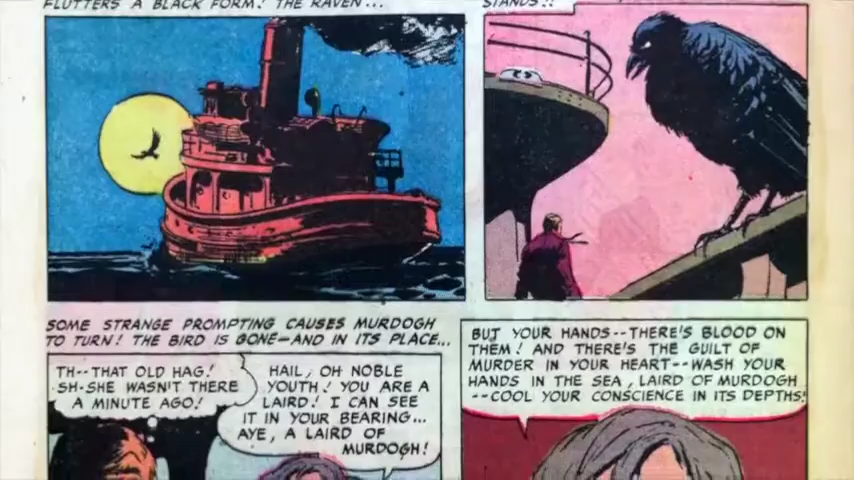 FLUTTERS A BLACK FORM! THE RAVEN...
STANDS!!
SOME STRANGE PROMPTING CAUSES MURDOGH
TO TURN! THE BIRD IS GONE—AND IN ITS PLACE...
TH--THAT OLD HAG!
SH-SHE WASN'T THERE
A MINUTE AGO!
HAIL, OH NOBLE
YOUTH! YOU ARE A
LAIRD! I CAN SEE
IT IN YOUR BEARING...
AYE, A LAIRD OF
MURDOGH!
BUT YOUR HANDS--THERE'S BLOOD ON
THEM! AND THERE'S THE GUILT OF
MURDER IN YOUR HEART--WASH YOUR
HANDS IN THE SEA, LAIRD OF MURDOGH
--COOL YOUR CONSCIENCE IN ITS DEPTHS!